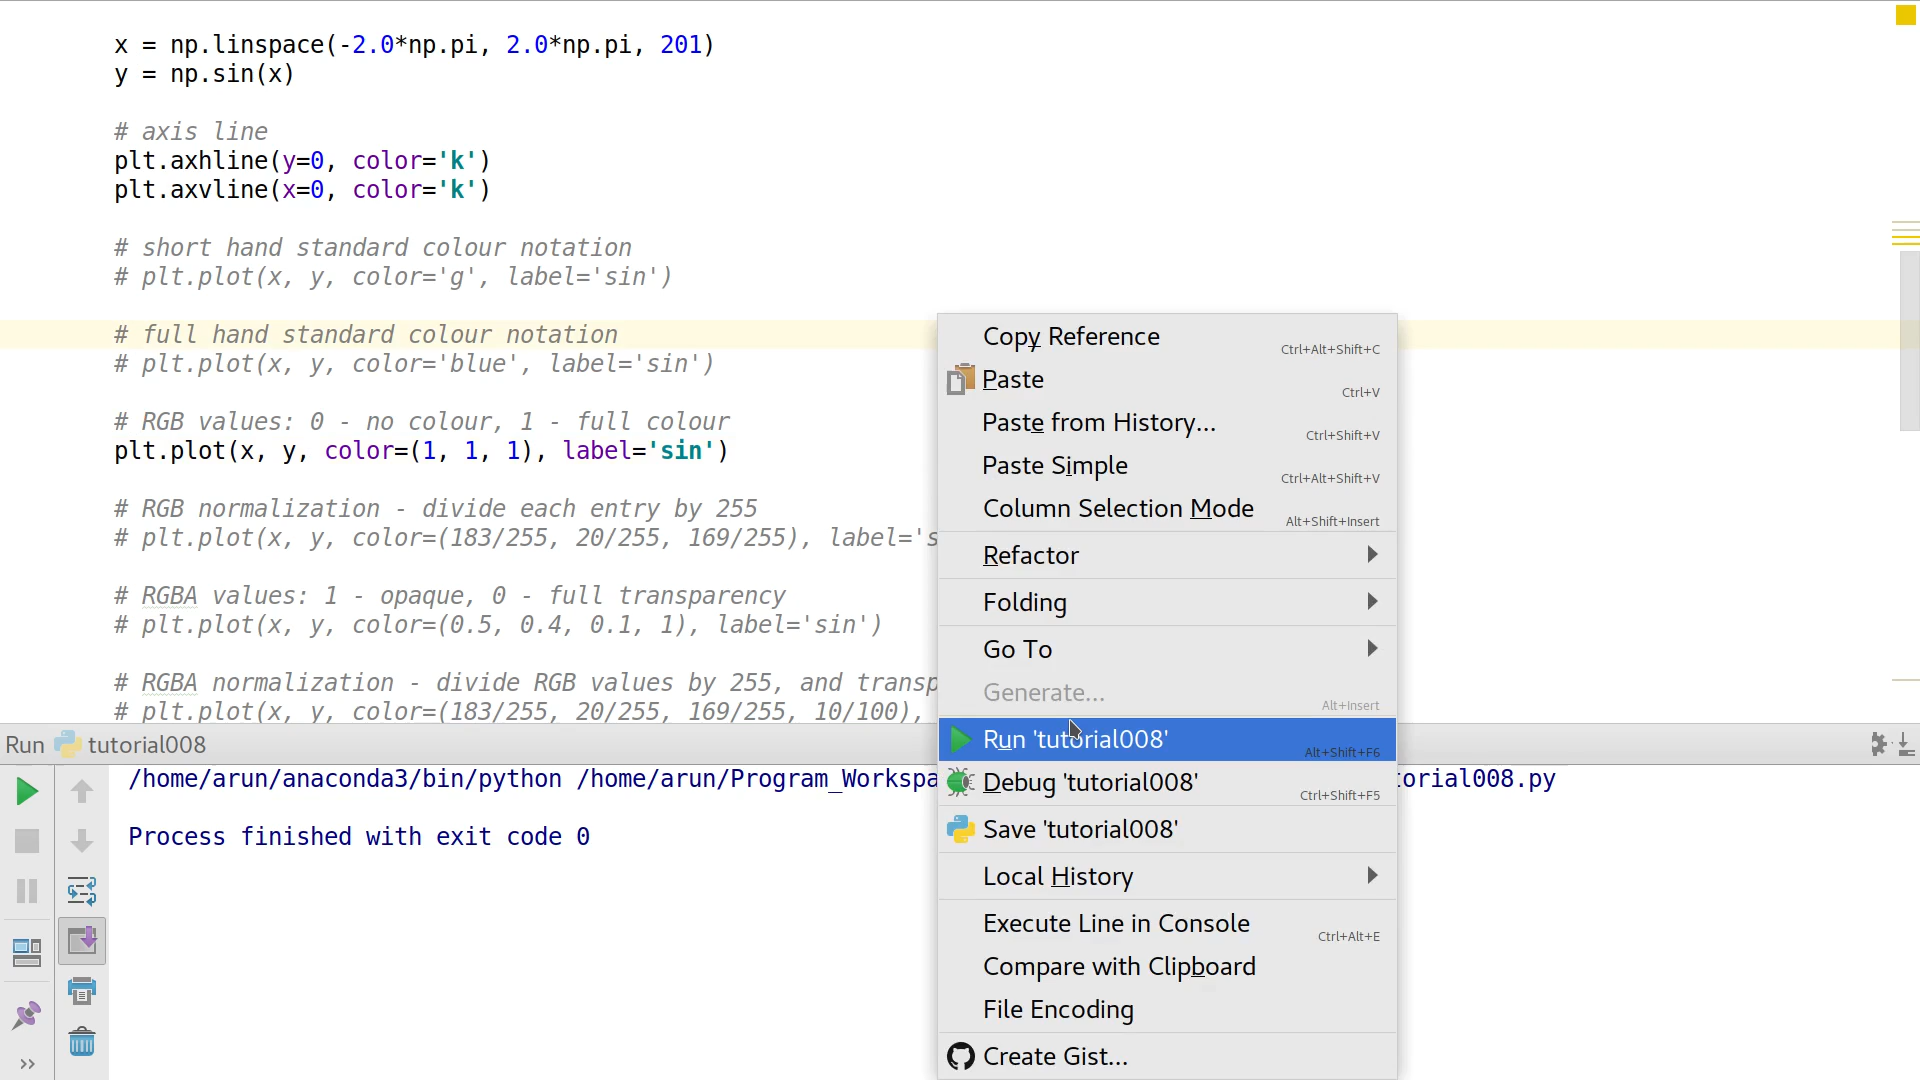 x = np.linspace(-2.0*np.pi, 2.0*np.pi, 201)
y = np.sin(x)
# axis line
plt.axhline(y=0, color='k')
plt.axvline(x=0, color='k')
# short hand standard colour notation
# plt.plot(x, y, color='g', label='sin')
# full hand standard colour notation
# plt.plot(x, y, color='blue', label='sin')
# RGB values: 0 - no colour, 1 - full colour
plt.plot(x, y, color=(1, 1, 1), label='sin')
# RGB normalization - divide each entry by 255
# plt.plot(x, y, color=(183/255, 20/255, 169/255), label='s
# RGBA values: 1 - opaque, 0 - full transparency
# plt.plot(x, y, color=(0.5, 0.4, 0.1, 1), label='sin')
# RGBA normalization - divide RGB values by 255, and transp
# plt.plot(x, y, color=(183/255, 20/255, 169/255, 10/100),
Copy Reference Ctrl+Alt+Shift+C
Paste Ctrl+V
Paste from History... Ctrl+Shift+V
Paste Simple Ctrl+Alt+Shift+V
Column Selection Mode Alt+Shift+Insert
Refactor
Folding
Go To
Generate... Alt+Insert
Run 'tutorial008' Alt+Shift+F6
Debug 'tutorial008' Ctrl+Shift+F5
Save 'tutorial008'
Local History
Execute Line in Console Ctrl+Alt+E
Compare with Clipboard
File Encoding
Create Gist...
Run tutorial008
/home/arun/anaconda3/bin/python /home/arun/Program_Workspa torial008.py
Process finished with exit code 0